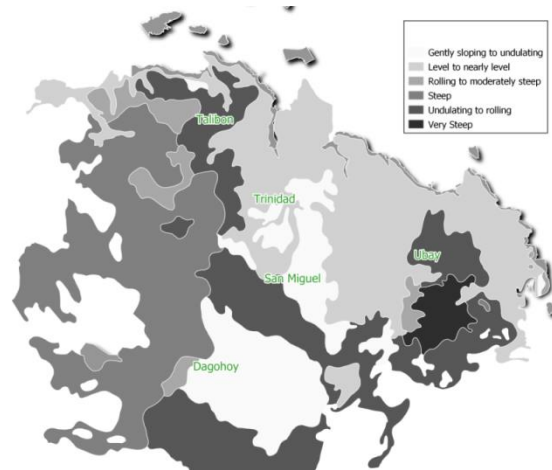 Gently sloping to undulating
Level to nearly level
Rolling to moderately steep
Steep
Undulating to rolling
Very Steep
Talibon
Trinidad
Ubay
San Miguel
Dagohoy